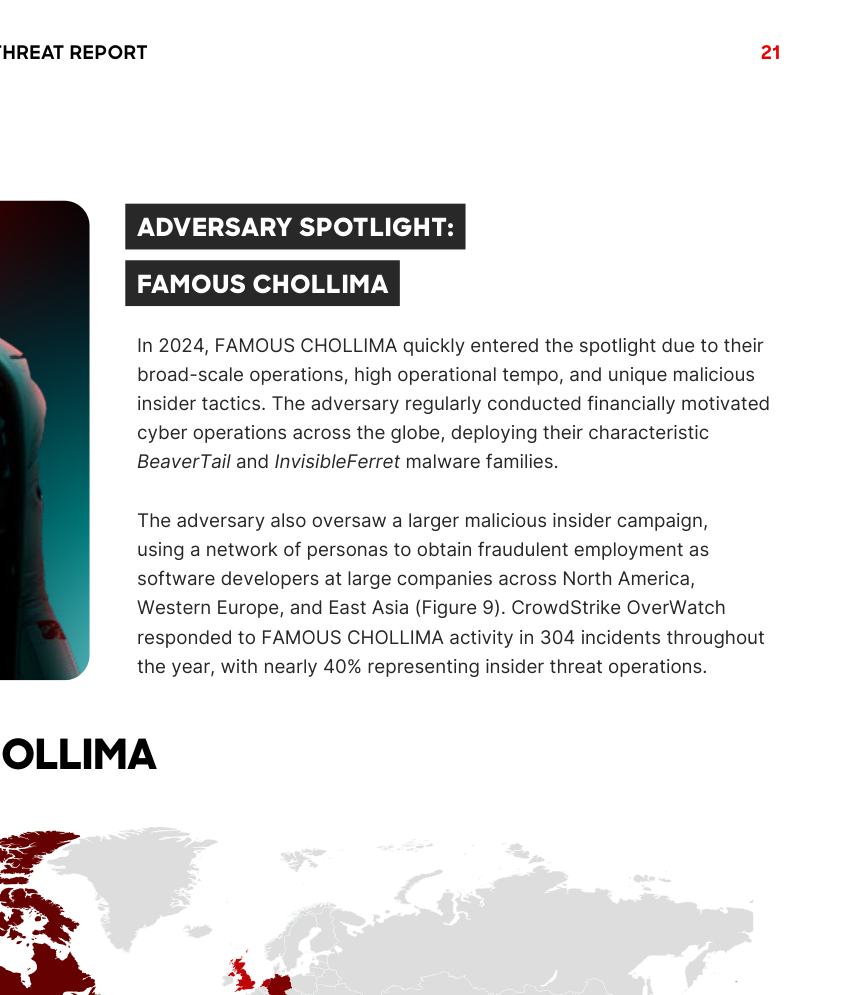 THREAT REPORT
21
ADVERSARY SPOTLIGHT:
FAMOUS CHOLLIMA
In 2024, FAMOUS CHOLLIMA quickly entered the spotlight due to their
broad-scale operations, high operational tempo, and unique malicious
insider tactics. The adversary regularly conducted financially motivated
cyber operations across the globe, deploying their characteristic
BeaverTail and InvisibleFerret malware families.
The adversary also oversaw a larger malicious insider campaign,
using a network of personas to obtain fraudulent employment as
software developers at large companies across North America,
Western Europe, and East Asia (Figure 9). CrowdStrike OverWatch
responded to FAMOUS CHOLLIMA activity in 304 incidents throughout
the year, with nearly 40% representing insider threat operations.
OLLIMA